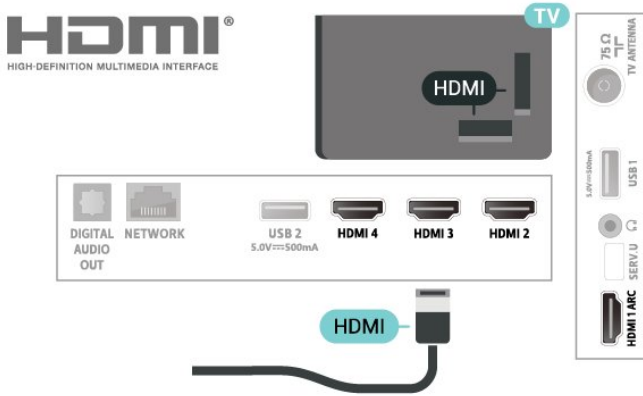 HDMI®
HIGH-DEFINITION MULTIMEDIA INTERFACE
TV
HDMI
75 Ω
TV ANTENNA
5.0V⎓500mA
USB 1
SERV.U
HDMI 1 ARC
DIGITAL
AUDIO
OUT
NETWORK
USB 2
5.0V⎓500mA
HDMI 4
HDMI 3
HDMI 2
HDMI